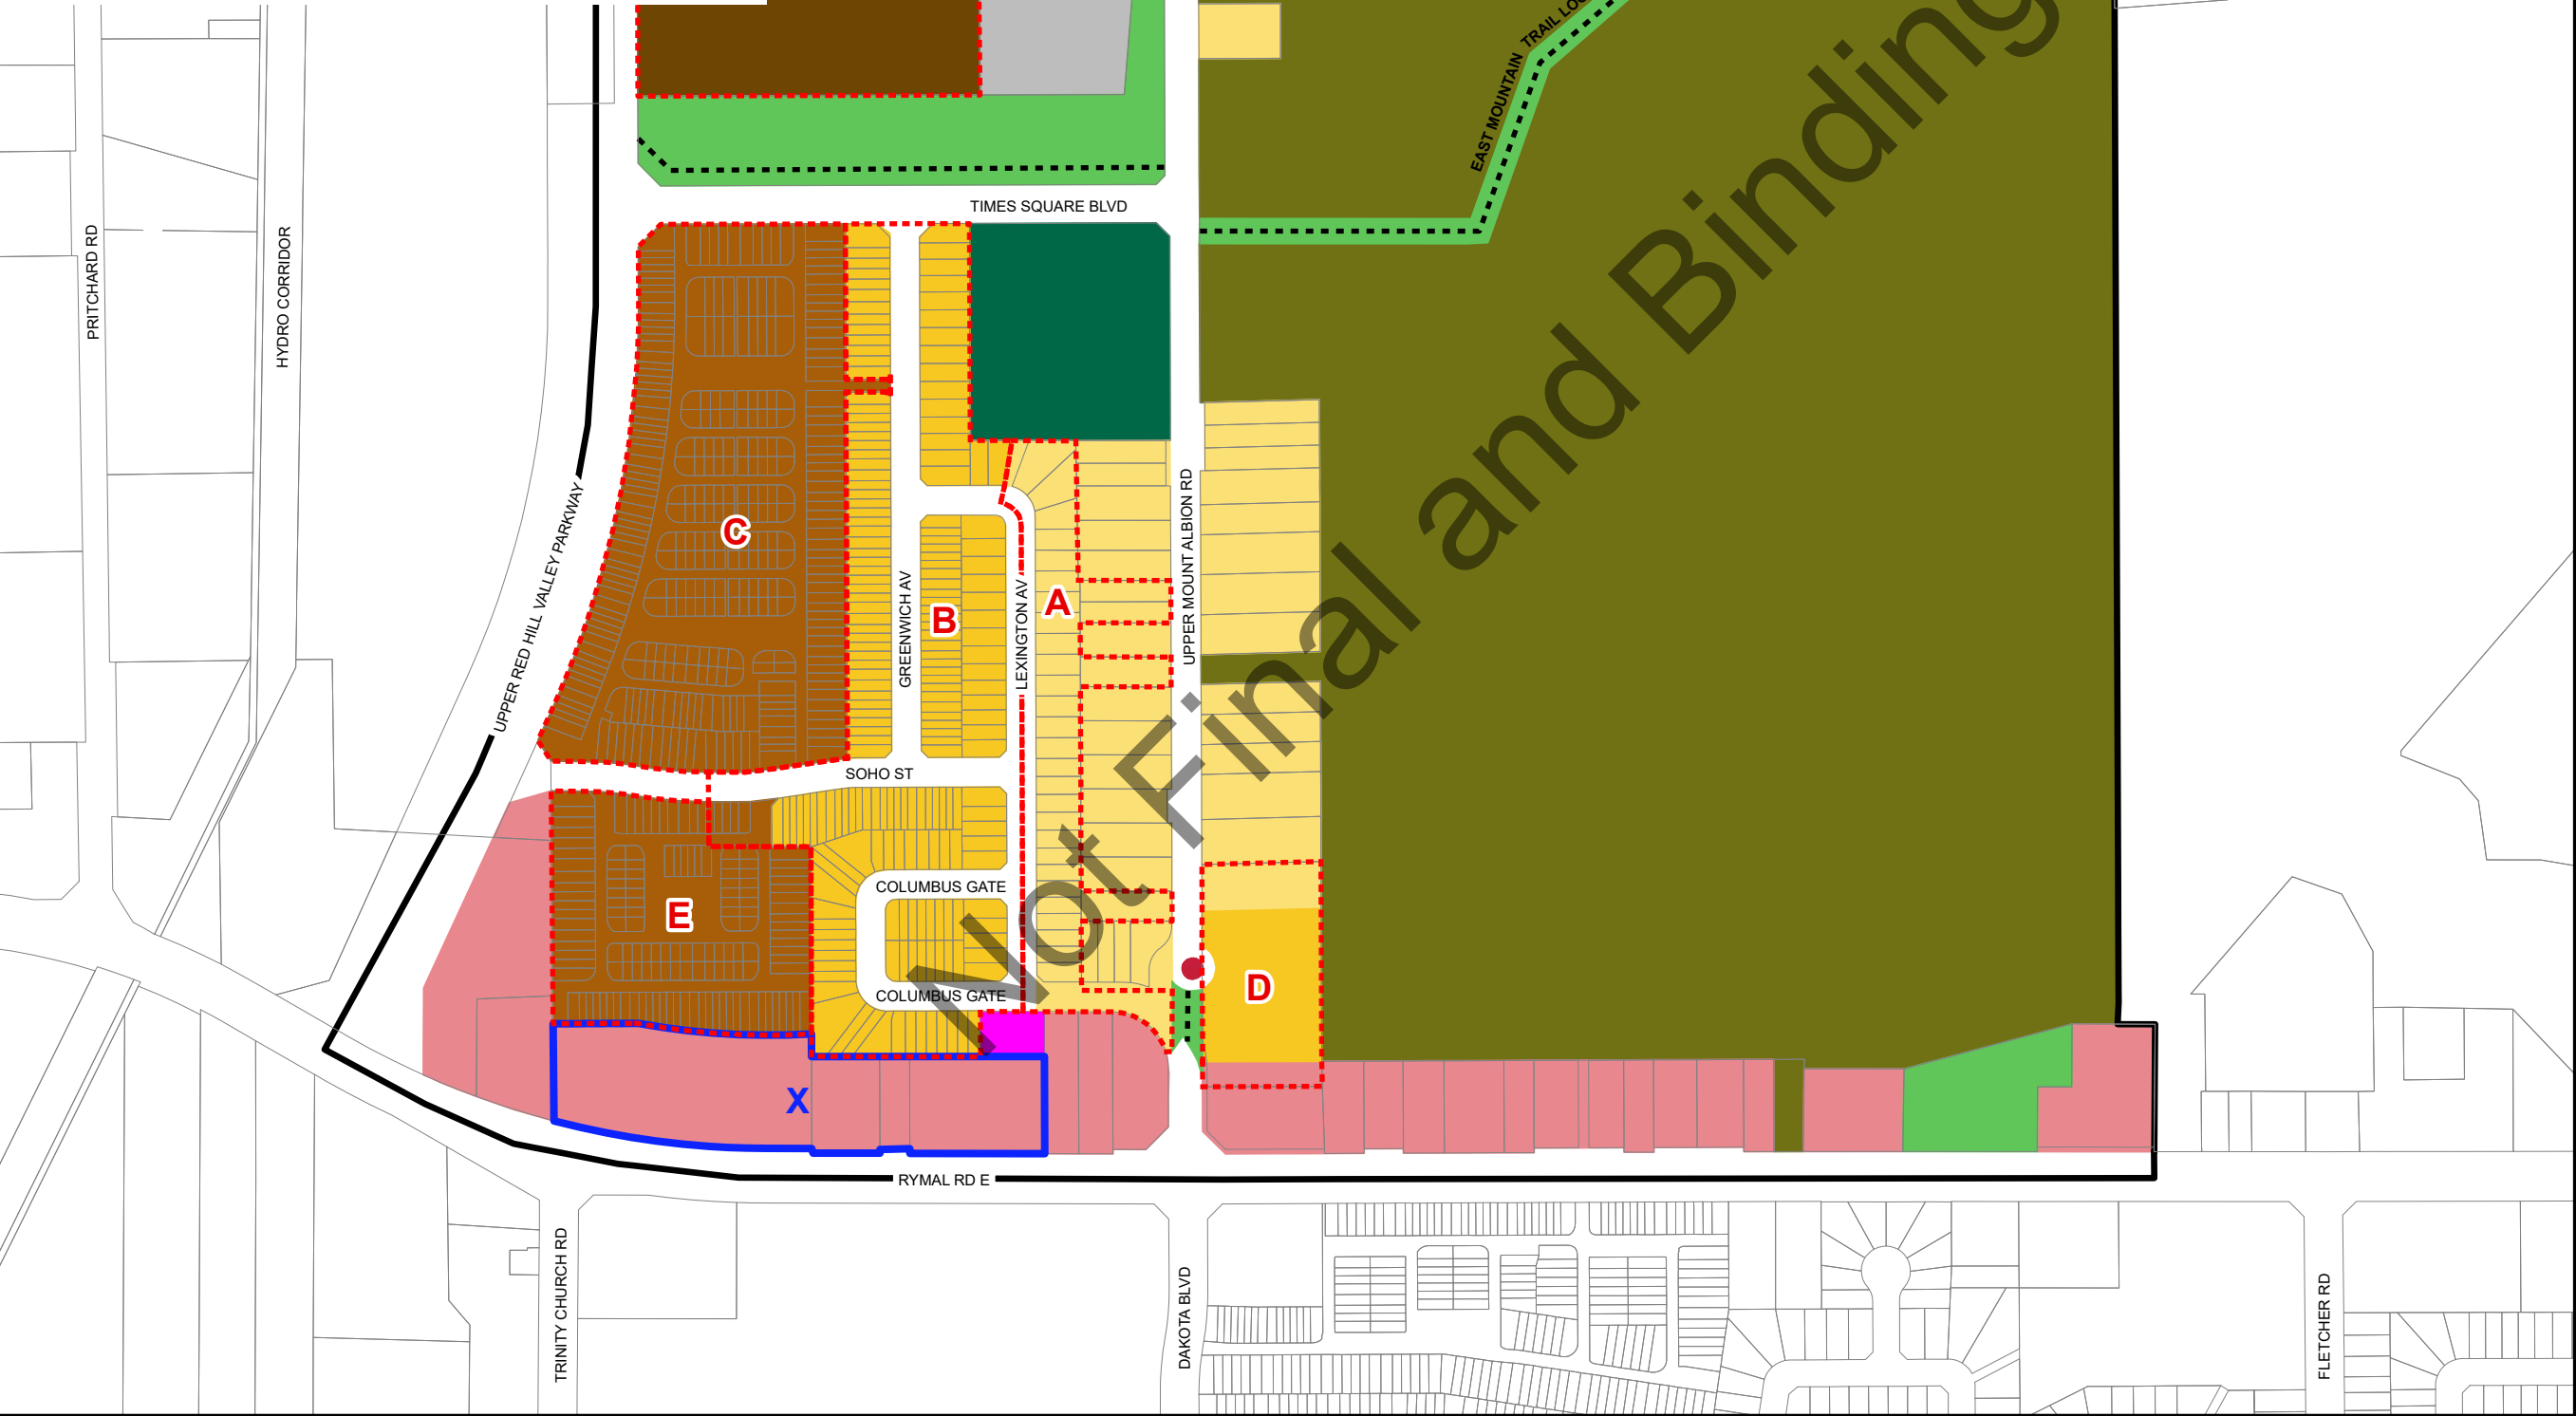 EAST MOUNTAIN TRAIL LOO
TIMES SQUARE BLVD
PRITCHARD RD
HYDRO CORRIDOR
UPPER RED HILL VALLEY PARKWAY
C
GREENWICH AV
B
LEXINGTON AV
A
UPPER MOUNT ALBION RD
SOHO ST
COLUMBUS GATE
E
COLUMBUS GATE
D
X
RYMAL RD E
TRINITY CHURCH RD
DAKOTA BLVD
FLETCHER RD
Not Final and Binding